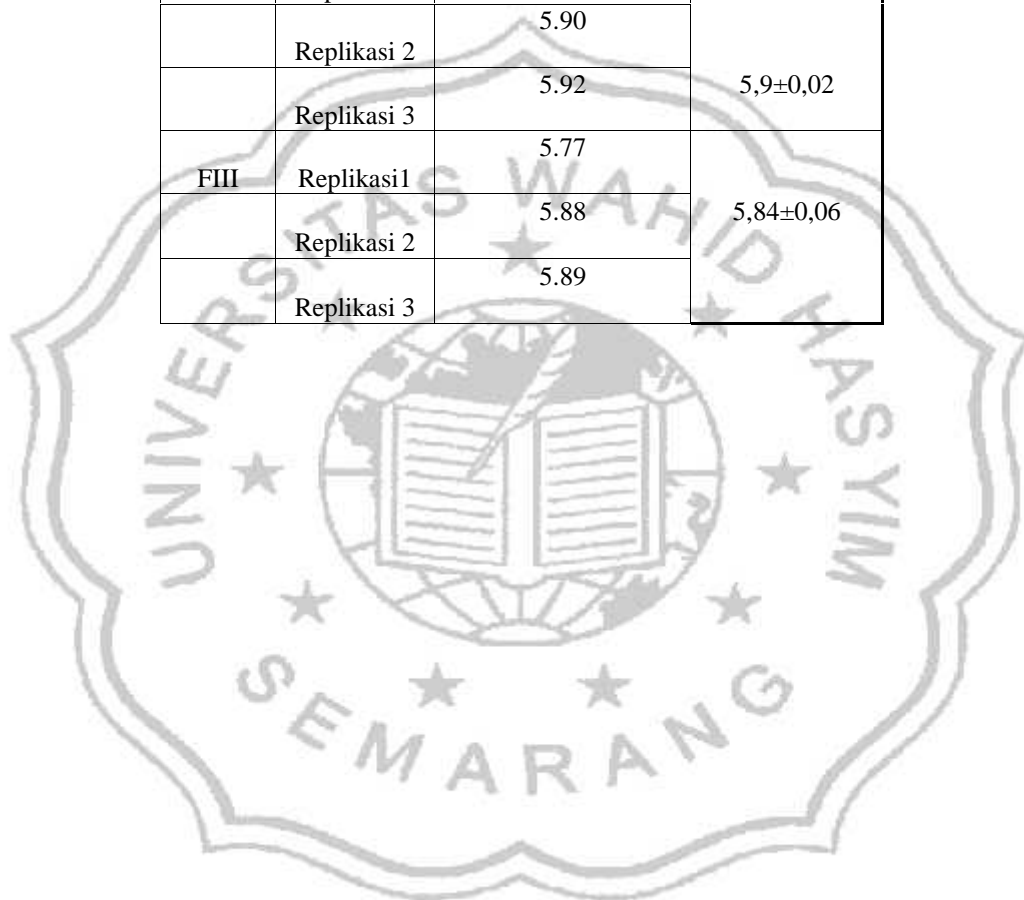 5.90
Replikasi 2
5.92 5,9±0,02
Replikasi 3
5.77
FIII Replikasi1
5.88 5,84±0,06
Replikasi 2
5.89
Replikasi 3
UNIVERSITAS WAHID HASYIM
SEMARANG